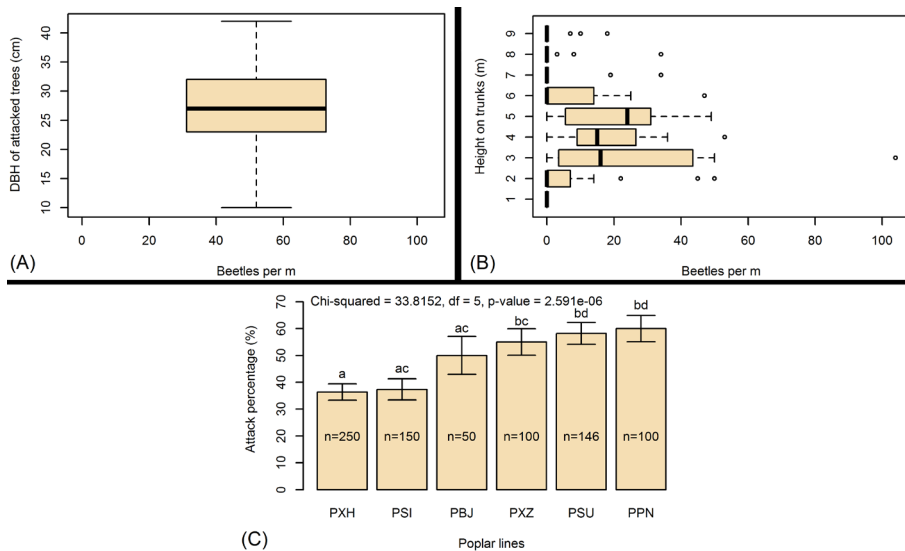 DBH of attacked trees (cm)
40
35
30
25
20
15
10
0 20 40 60 80 100
(A)
Beetles per m
Height on trunks (m)
9
8
7
6
5
4
3
2
1
0 20 40 60 80 100
(B)
Beetles per m
Chi-squared = 33.8152, df = 5, p-value = 2.591e-06
Attack percentage (%)
70
60
50
40
30
20
10
0
a ac ac bc bd bd
n=250 n=150 n=50 n=100 n=146 n=100
PXH PSI PBJ PXZ PSU PPN
(C)
Poplar lines